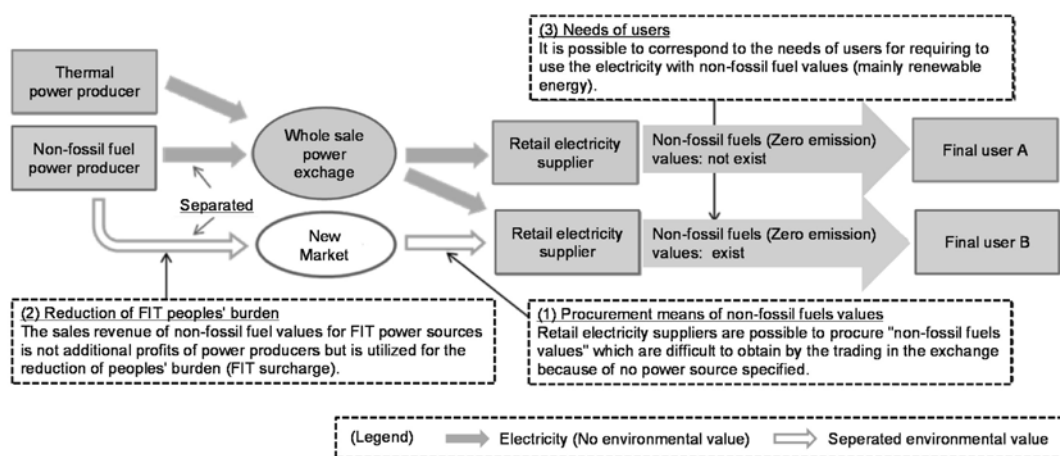 (3) Needs of users
It is possible to correspond to the needs of users for requiring to
use the electricity with non-fossil fuel values (mainly renewable
energy).
Thermal
power producer
Non-fossil fuel
power producer
Whole sale
power
exchage
Retail electricity
supplier
Non-fossil fuels (Zero emission)
values: not exist
Final user A
Separated
New
Market
Retail electricity
supplier
Non-fossil fuels (Zero emission)
values: exist
Final user B
(2) Reduction of FIT peoples' burden
The sales revenue of non-fossil fuel values for FIT power sources
is not additional profits of power producers but is utilized for the
reduction of peoples' burden (FIT surcharge).
(1) Procurement means of non-fossil fuels values
Retail electricity suppliers are possible to procure "non-fossil fuels
values" which are difficult to obtain by the trading in the exchange
because of no power source specified.
(Legend) Electricity (No environmental value) Seperated environmental value